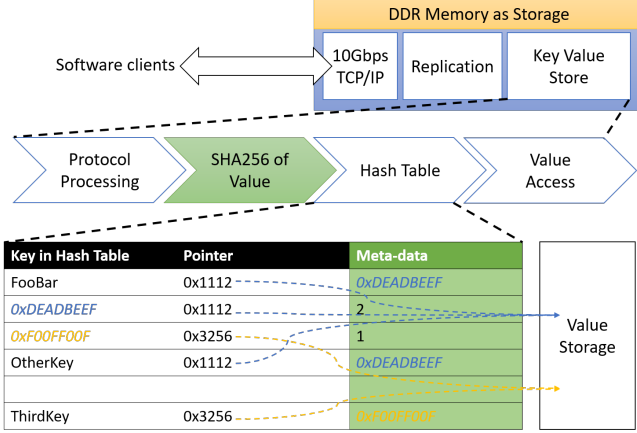 DDR Memory as Storage
Software clients
10Gbps
TCP/IP
Replication
Key Value
Store
Protocol
Processing
SHA256 of
Value
Hash Table
Value
Access
Key in Hash Table Pointer Meta-data
FooBar 0x1112 0xDEADBEEF
0xDEADBEEF 0x1112 2
0xF00FF00F 0x3256 1
OtherKey 0x1112 0xDEADBEEF
ThirdKey 0x3256 0xF00FF00F
Value
Storage